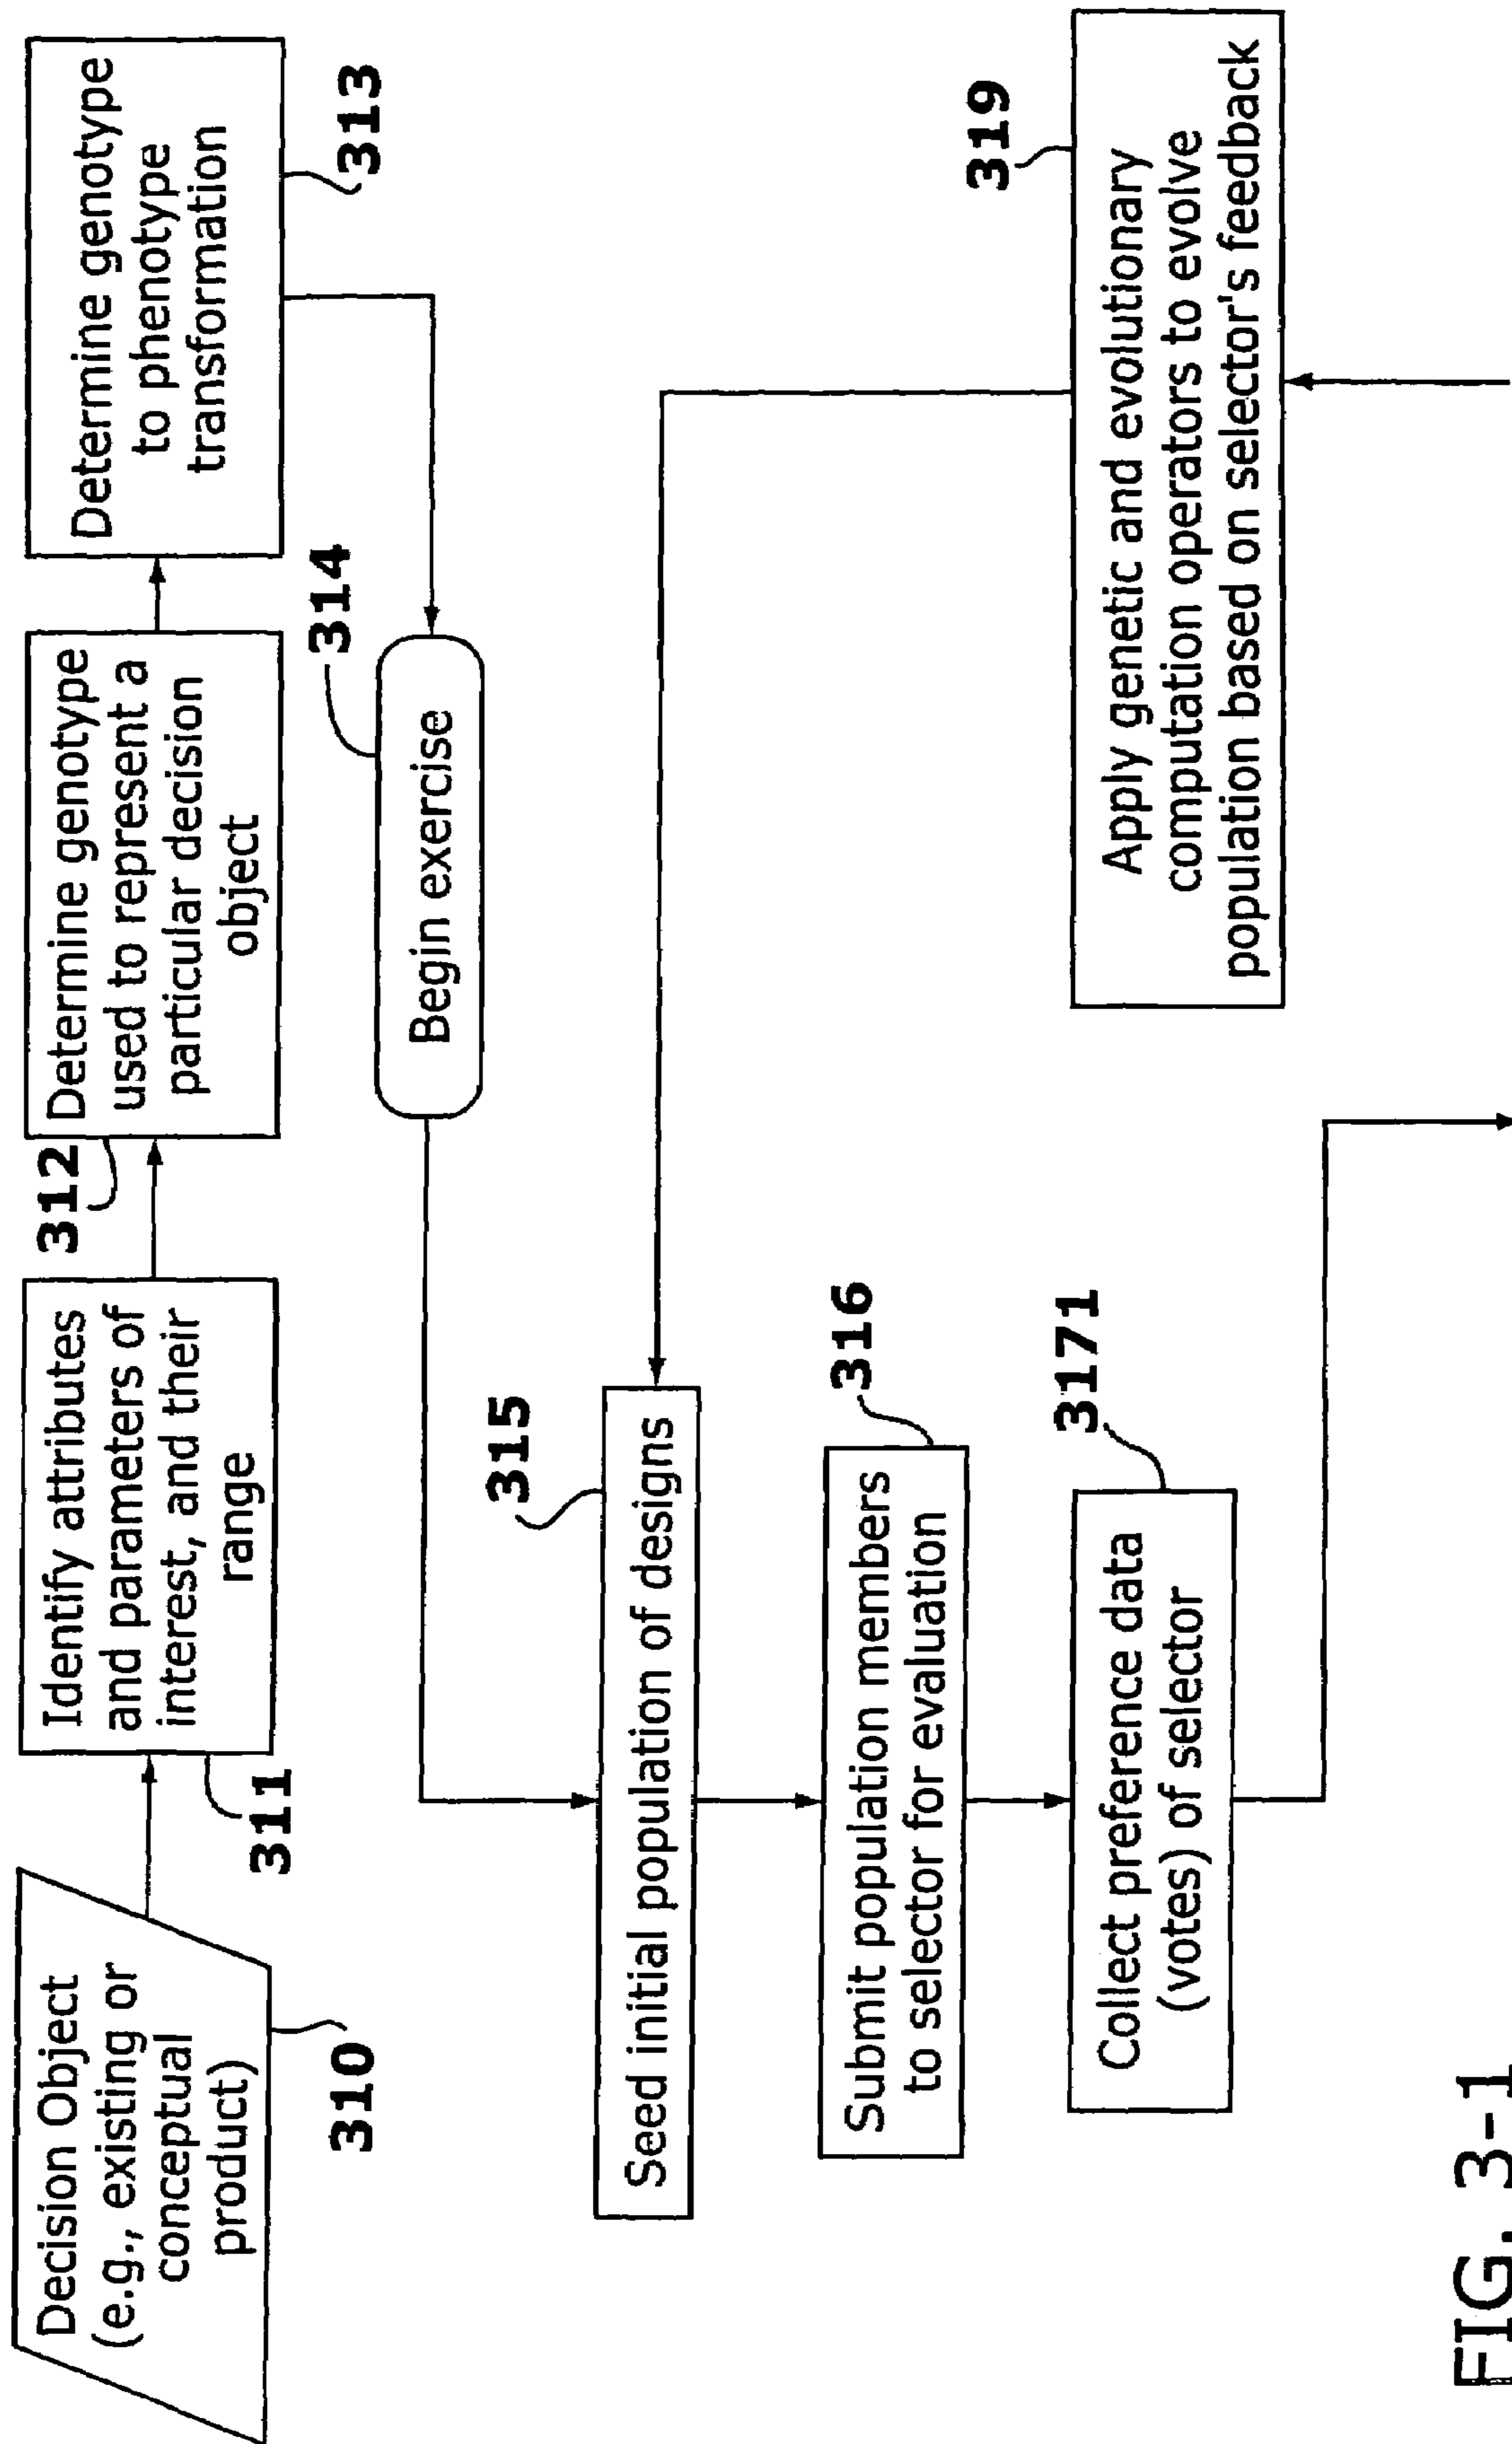 Decision Object
(e.g., existing or
conceptual
product)
310
Identify attributes
and parameters of
interest, and their
range
311
312
Determine genotype
used to represent a
particular decision
object
Determine genotype
to phenotype
transformation
313
314
Begin exercise
315
Seed initial population of designs
316
Submit population members
to selector for evaluation
3171
Collect preference data
(votes) of selector
319
Apply genetic and evolutionary
computation operators to evolve
population based on selector's feedback
FIG. 3-1